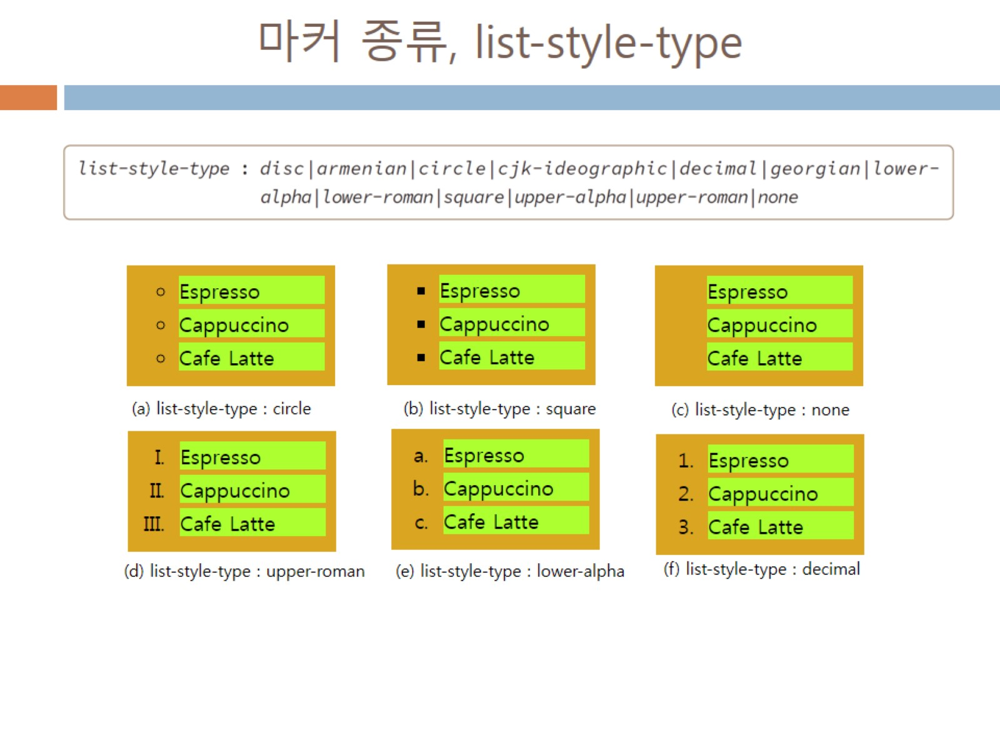 마커 종류, list-style-type
list-style-type : disc|armenian|circle|cjk-ideographic|decimal|georgian|lower-
alpha|lower-roman|square|upper-alpha|upper-roman|none
Espresso
Cappuccino
Cafe Latte
(a) list-style-type : circle
Espresso
Cappuccino
Cafe Latte
(b) list-style-type : square
Espresso
Cappuccino
Cafe Latte
(c) list-style-type : none
I. Espresso
II. Cappuccino
III. Cafe Latte
(d) list-style-type : upper-roman
a. Espresso
b. Cappuccino
c. Cafe Latte
(e) list-style-type : lower-alpha
1. Espresso
2. Cappuccino
3. Cafe Latte
(f) list-style-type : decimal